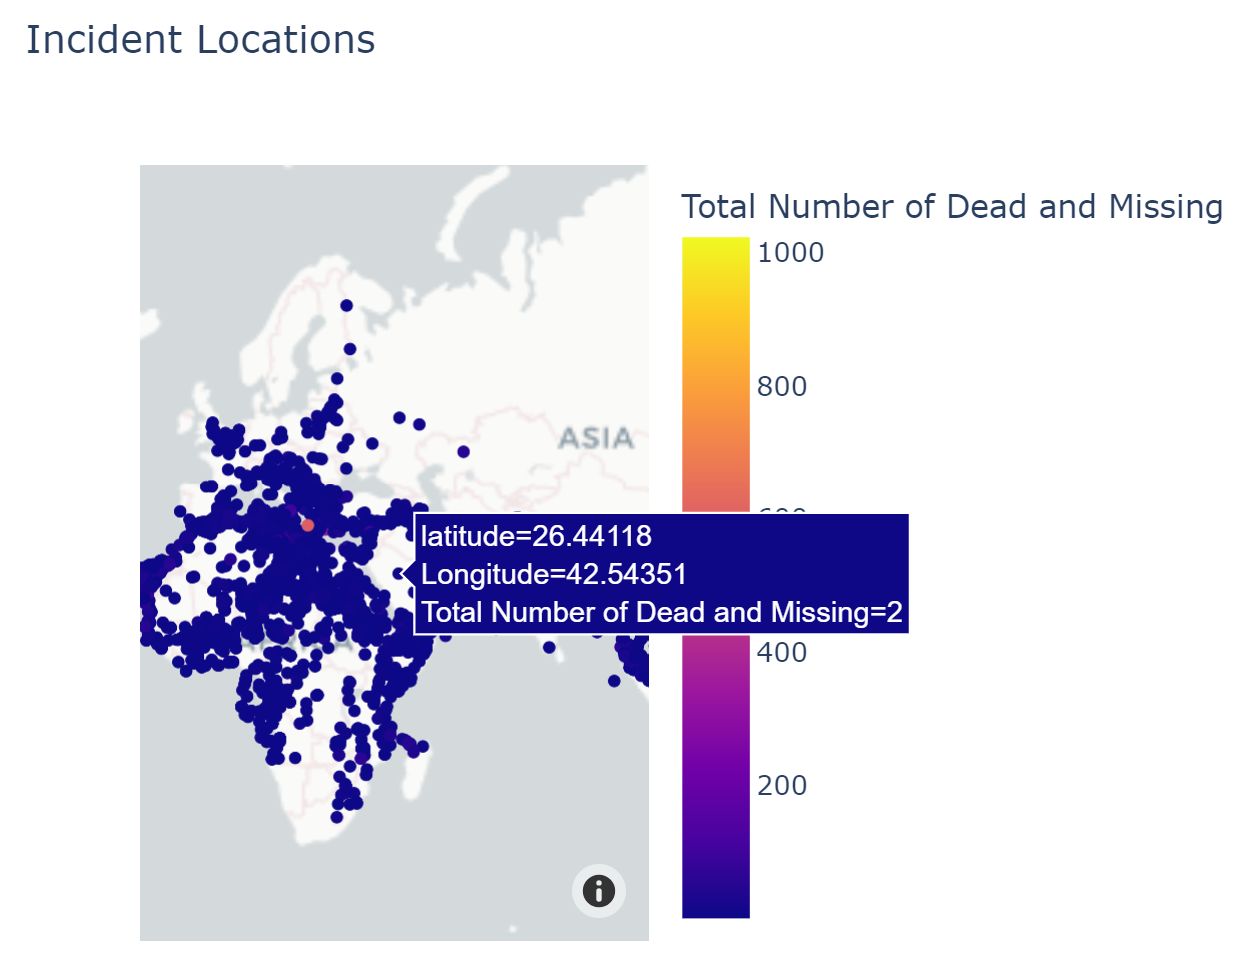 Incident Locations
Total Number of Dead and Missing
1000
800
ASIA
600
latitude=26.44118
Longitude=42.54351
Total Number of Dead and Missing=2
400
200